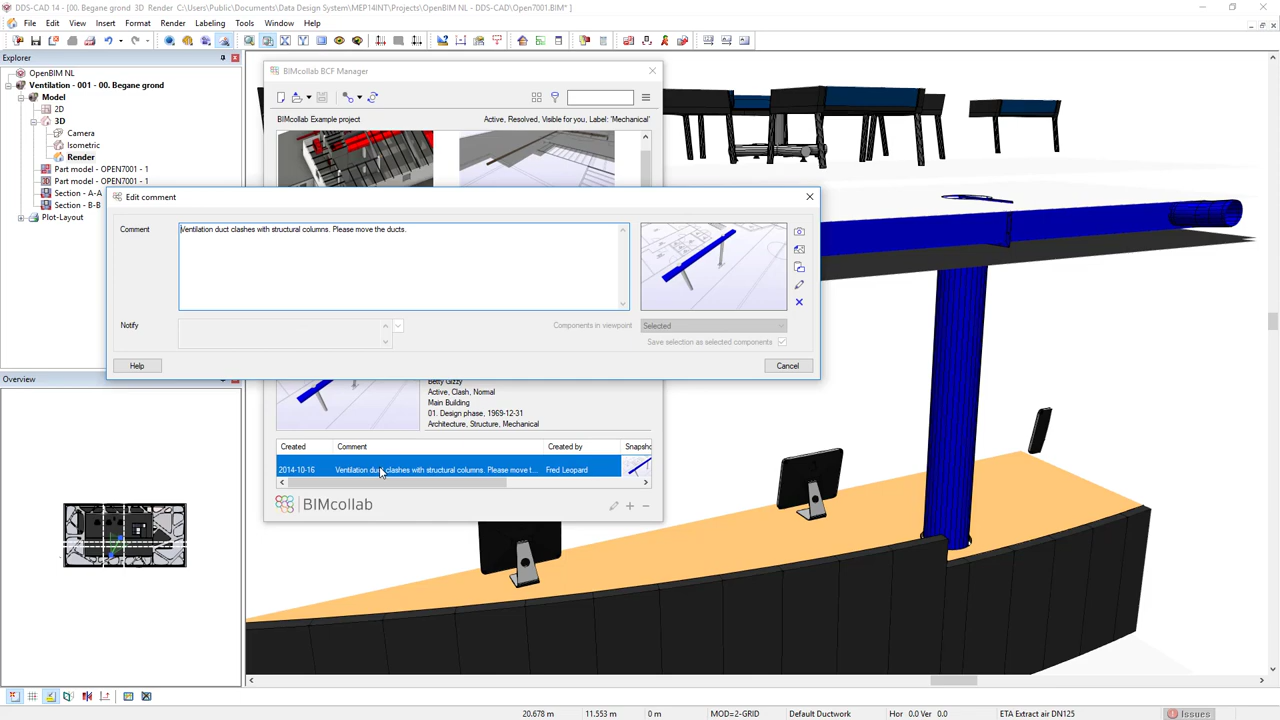 DDS-CAD 14 - [00. Begane grond  3D  Render  C:\Users\Public\Documents\Data Design System\MEP14INT\Projects\OpenBIM NL - DDS-CAD\Open7001.BIM* ]
File Edit View Insert Format Render Labeling Tools Window Help
Explorer
OpenBIM NL
Ventilation - 001 - 00. Begane grond
Model
2D
3D
Camera
Isometric
Render
Part model - OPEN7001 - 1
Part model - OPEN7001 - 1
Section - A-A
Section - B-B
Plot-Layout
BIMcollab BCF Manager
BIMcollab Example project
Active, Resolved, Visible for you, Label: 'Mechanical'
Edit comment
Comment
Ventilation duct clashes with structural columns. Please move the ducts.
Notify
Components in viewpoint
Selected
Save selection as selected components
Help
Cancel
Overview
Betty Gizzy
Active, Clash, Normal
Main Building
01. Design phase, 1969-12-31
Architecture, Structure, Mechanical
Created Comment Created by Snapsho
2014-10-16 Ventilation duct clashes with structural columns. Please move t... Fred Leopard
BIMcollab
20.678 m 11.553 m 0 m MOD=2-GRID Default Ductwork Hor 0.0 Ver 0.0 ETA Extract air DN125 Issues